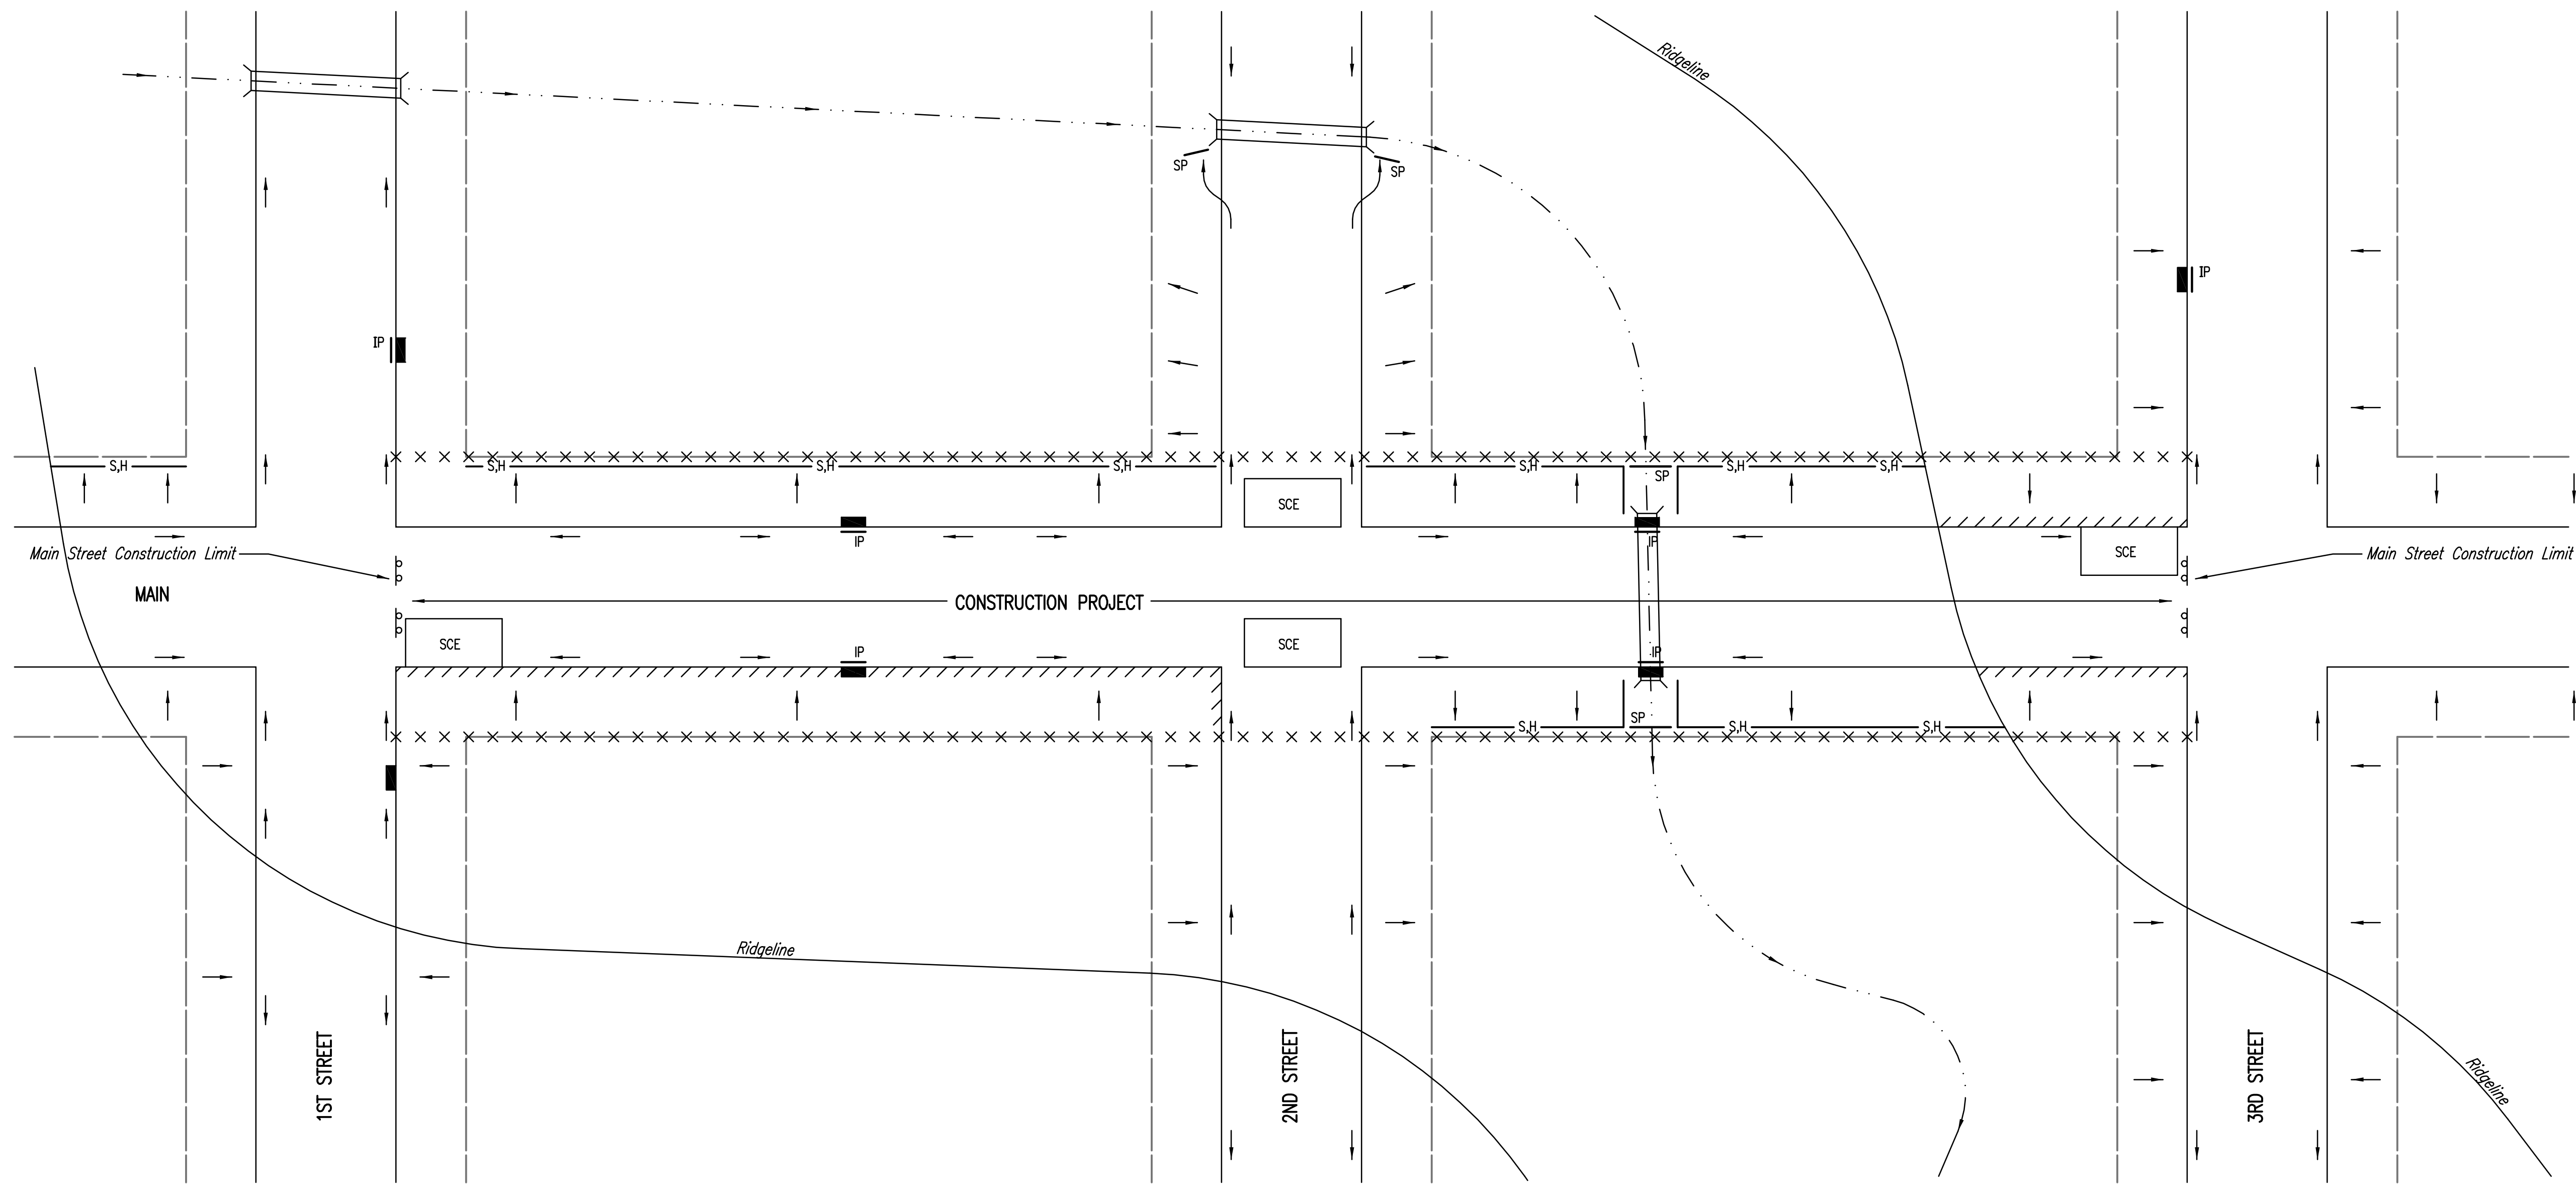 Ridgeline
SP
SP
IP
IP
S,H
S,H
S,H
S,H
S,H
SP
S,H
S,H
SCE
IP
IP
SCE
Main Street Construction Limit
Main Street Construction Limit
MAIN
CONSTRUCTION PROJECT
SCE
SCE
IP
IP
SP
S,H
S,H
S,H
Ridgeline
1ST STREET
2ND STREET
3RD STREET
Ridgeline